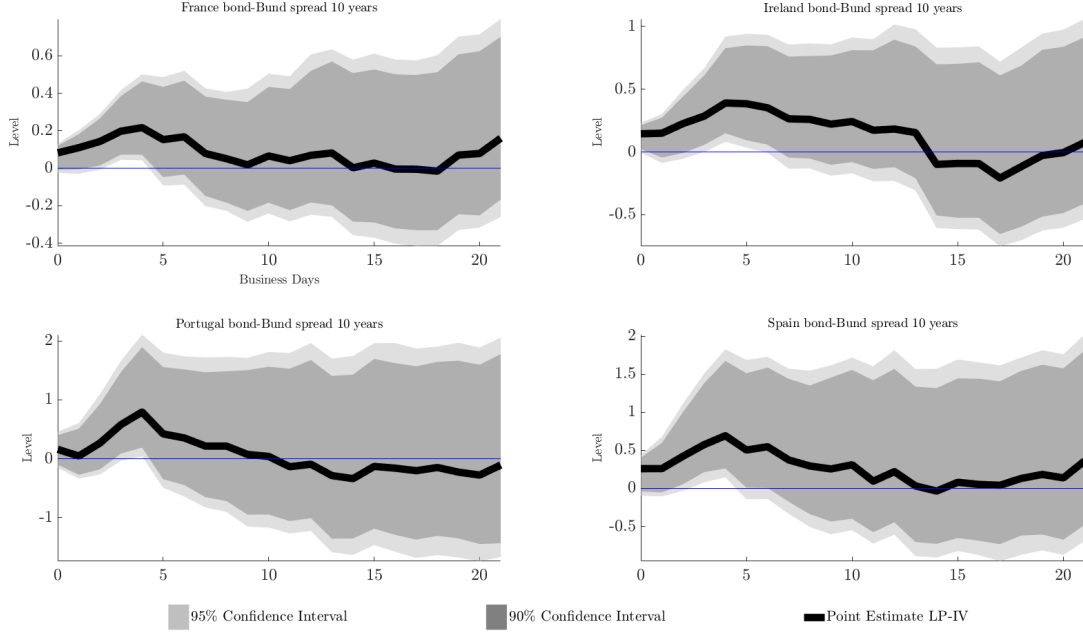 France bond-Bund spread 10 years
Level
0.6
0.4
0.2
0
-0.2
-0.4
0 5 10 15 20
Business Days
Ireland bond-Bund spread 10 years
Level
1
0.5
0
-0.5
0 5 10 15 20
Portugal bond-Bund spread 10 years
Level
2
1
0
-1
0 5 10 15 20
Spain bond-Bund spread 10 years
Level
2
1.5
1
0.5
0
-0.5
0 5 10 15 20
95% Confidence Interval 90% Confidence Interval Point Estimate LP-IV